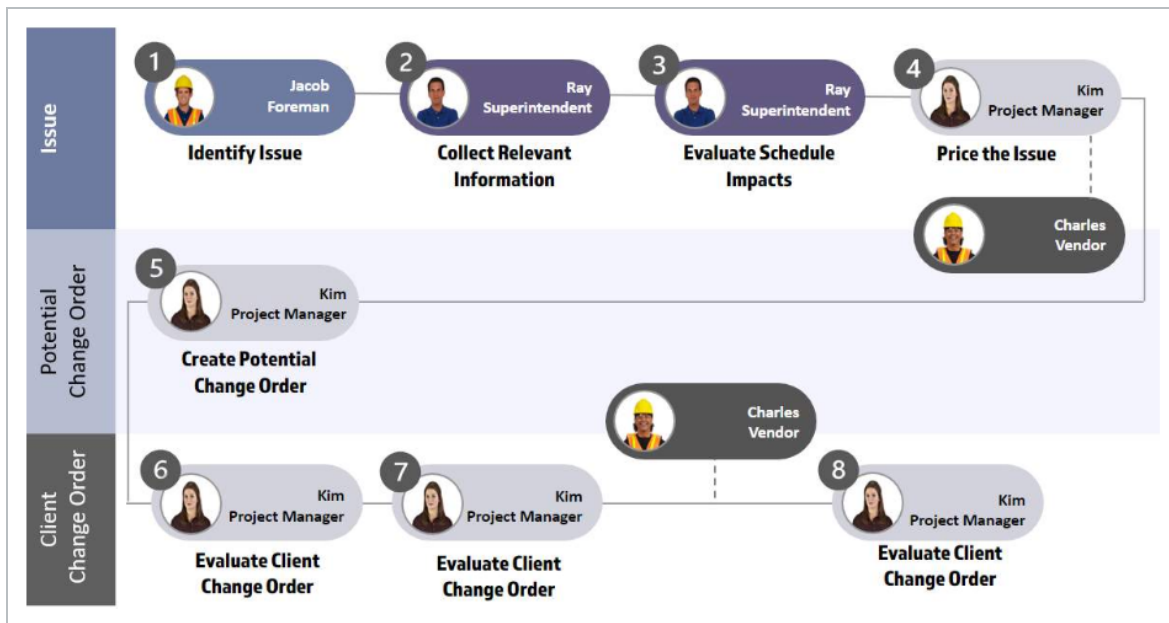 Issue
1
Jacob
Foreman
Identify Issue
2
Ray
Superintendent
Collect Relevant
Information
3
Ray
Superintendent
Evaluate Schedule
Impacts
4
Kim
Project Manager
Price the Issue
Charles
Vendor
Potential
Change Order
5
Kim
Project Manager
Create Potential
Change Order
Charles
Vendor
Client
Change Order
6
Kim
Project Manager
Evaluate Client
Change Order
7
Kim
Project Manager
Evaluate Client
Change Order
8
Kim
Project Manager
Evaluate Client
Change Order